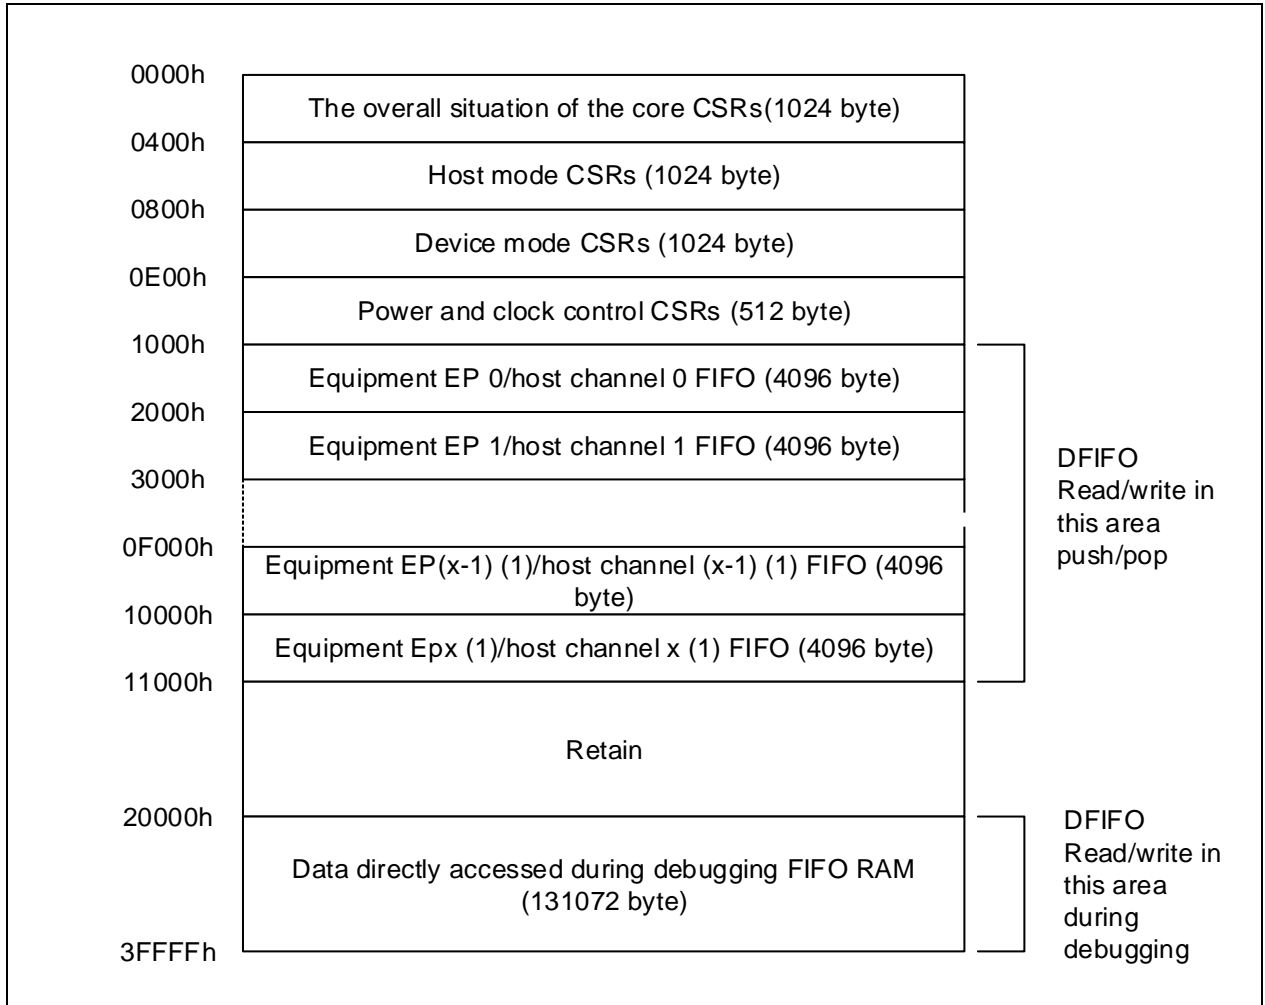 0000h
The overall situation of the core CSRs(1024 byte)
0400h
Host mode CSRs (1024 byte)
0800h
Device mode CSRs (1024 byte)
0E00h
Power and clock control CSRs (512 byte)
1000h
Equipment EP 0/host channel 0 FIFO (4096 byte)
2000h
Equipment EP 1/host channel 1 FIFO (4096 byte)
3000h
DFIFO
Read/write in
this area
push/pop
0F000h
Equipment EP(x-1) (1)/host channel (x-1) (1) FIFO (4096
byte)
10000h
Equipment Epx (1)/host channel x (1) FIFO (4096 byte)
11000h
Retain
20000h
Data directly accessed during debugging FIFO RAM
(131072 byte)
DFIFO
Read/write in
this area
during
debugging
3FFFFh